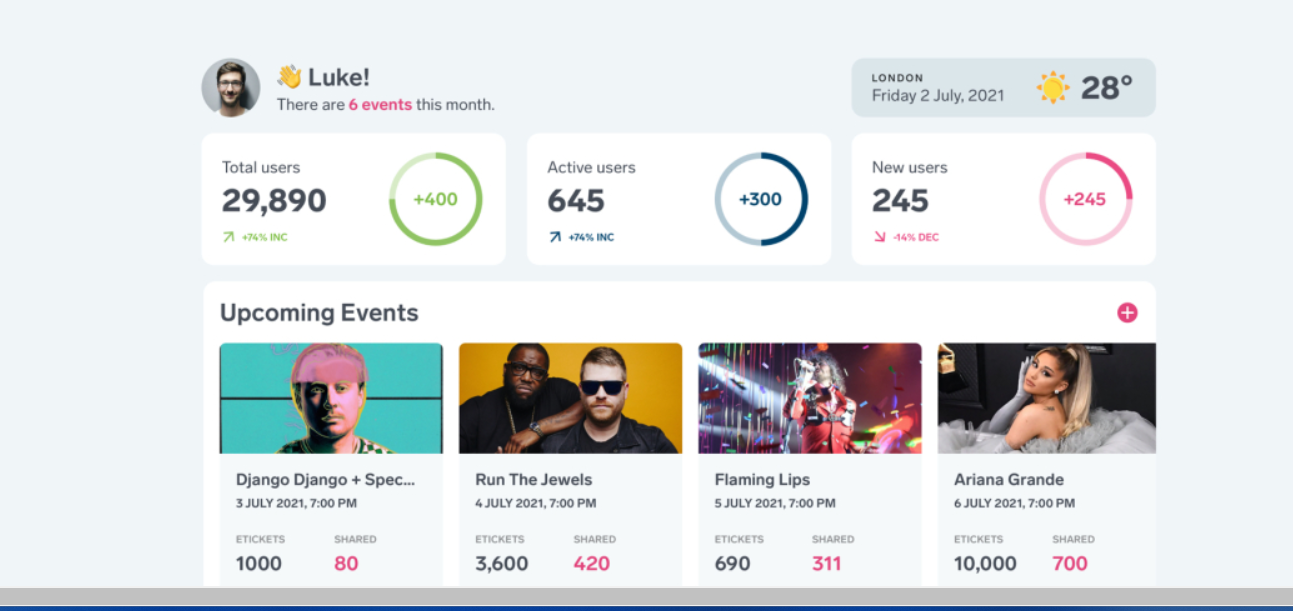 👋 Luke!
There are 6 events this month.
LONDON
Friday 2 July, 2021
28°
Total users
29,890
+74% INC
+400
Active users
645
+74% INC
+300
New users
245
-14% DEC
+245
Upcoming Events
Django Django + Spec...
3 JULY 2021, 7:00 PM
ETICKETS SHARED
1000 80
Run The Jewels
4 JULY 2021, 7:00 PM
ETICKETS SHARED
3,600 420
Flaming Lips
5 JULY 2021, 7:00 PM
ETICKETS SHARED
690 311
Ariana Grande
6 JULY 2021, 7:00 PM
ETICKETS SHARED
10,000 700